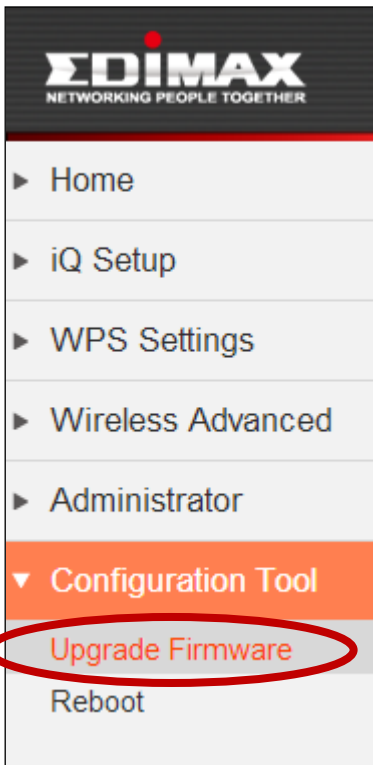 EDIMAX
NETWORKING PEOPLE TOGETHER
Home
iQ Setup
WPS Settings
Wireless Advanced
Administrator
Configuration Tool
Upgrade Firmware
Reboot